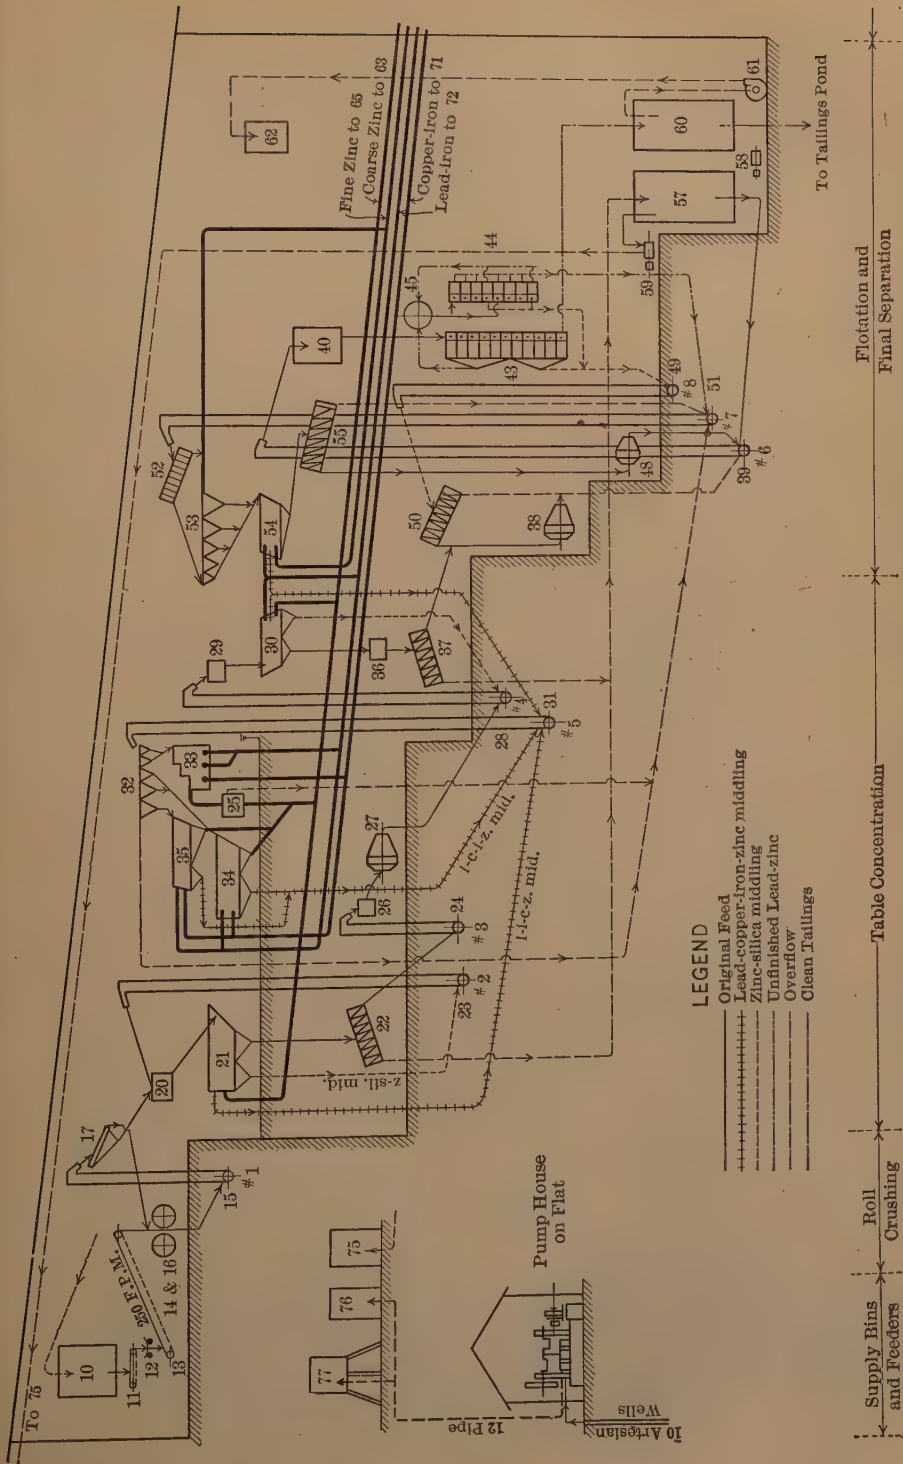 To 75
10
11
12
13
250 F.P.M.
14 & 16
15
#1
17
20
21
22
z-sil. mid.
23
#2
24
#3
25
26
27
28
29
30
31
#5
#4
32
33
34
35
36
37
38
39
#6
40
43
44
45
48
49
#8
50
51
#7
52
53
54
55
57
58
59
60
61
62
l-c-i-z. mid.
l-i-c-z. mid.
Fine Zinc to 65
Coarse Zinc to 63
Copper-iron to 71
Lead-iron to 72
To Tailings Pond
LEGEND
Original Feed
Lead-copper-iron-zinc middling
Zinc-silica middling
Unfinished Lead-zinc
Overflow
Clean Tailings
75
76
77
12 Pipe
10 Artesian
Wells
Pump House
on Flat
Supply Bins
and Feeders
Roll
Crushing
Table Concentration
Flotation and
Final Separation